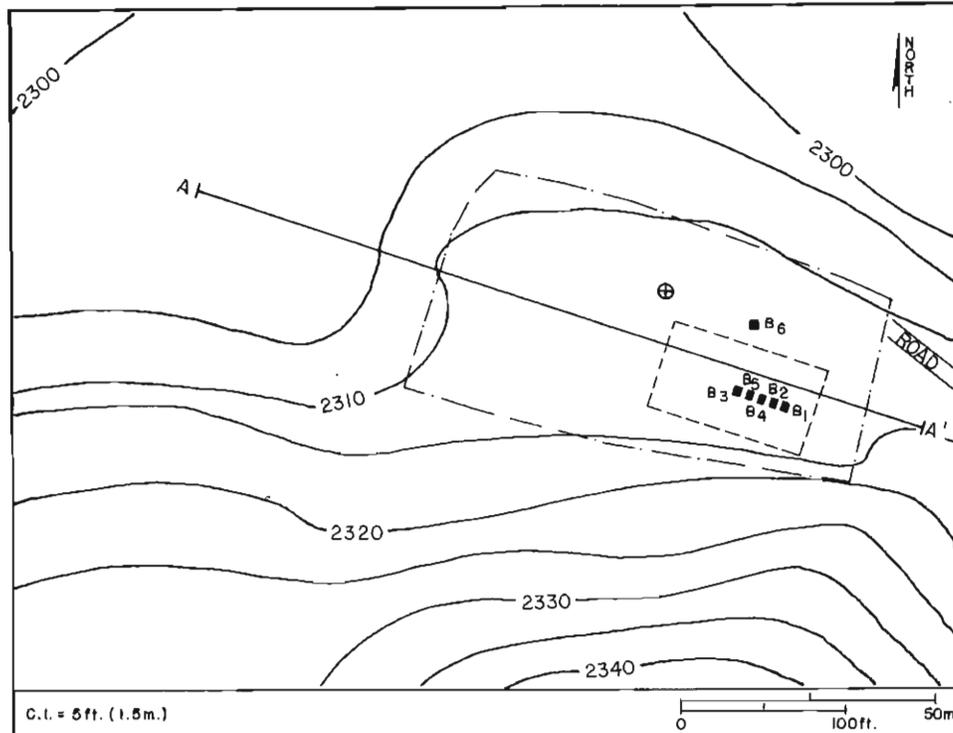 2300
NORTH
2300
A
B6
ROAD
B5
B2
B3
B4
B1
A'
2310
2320
2330
2340
C.I. = 5ft. (1.5m.)
0
100ft.
50m